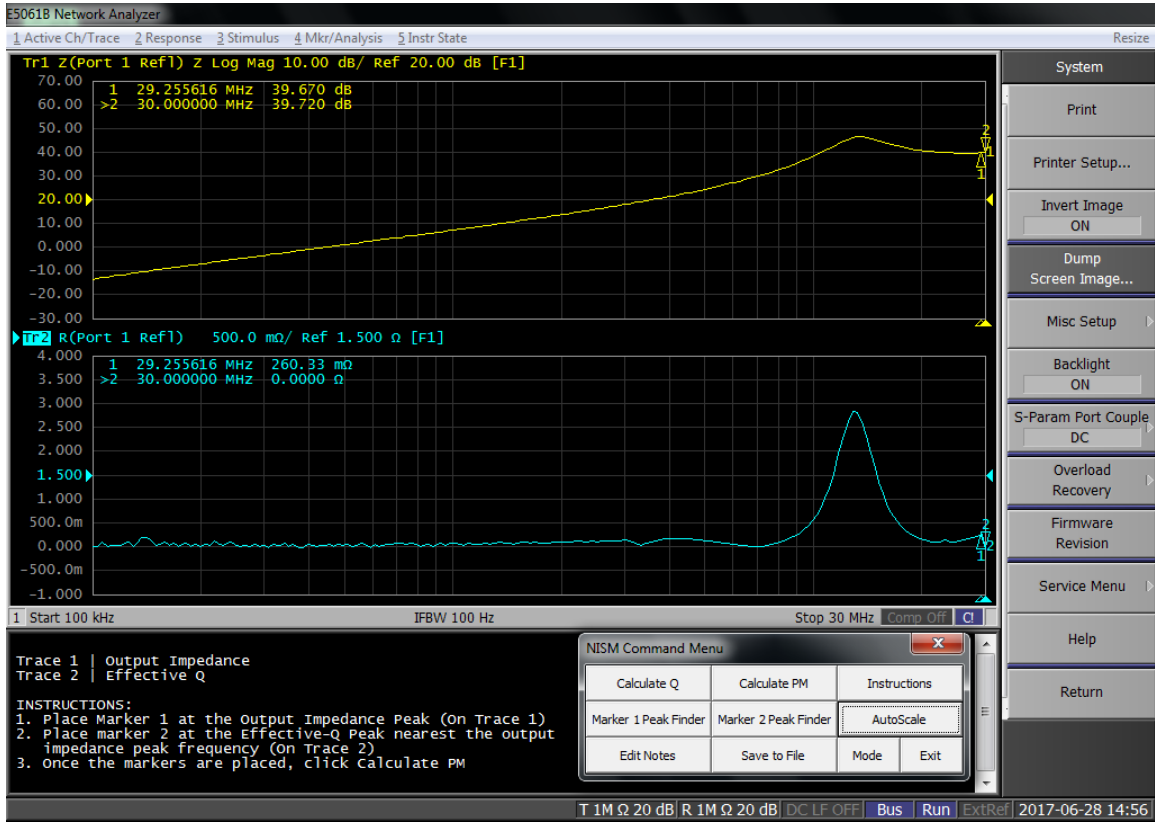 E5061B Network Analyzer
1 Active Ch/Trace 2 Response 3 Stimulus 4 Mkr/Analysis 5 Instr State Resize
Tr1 Z(Port 1 Refl) Z Log Mag 10.00 dB/ Ref 20.00 dB [F1]
70.00
1 29.255616 MHz 39.670 dB
60.00
>2 30.000000 MHz 39.720 dB
50.00
2
40.00
1
30.00
1
20.00
10.00
0.000
-10.00
-20.00
-30.00
Tr2 R(Port 1 Refl) 500.0 mΩ/ Ref 1.500 Ω [F1]
4.000
1 29.255616 MHz 260.33 mΩ
3.500
>2 30.000000 MHz 0.0000 Ω
3.000
2.500
2.000
1.500
1.000
500.0m
2
0.000
2
1
-500.0m
-1.000
1 Start 100 kHz IFBW 100 Hz Stop 30 MHz Comp Off C!
Trace 1 | Output Impedance
Trace 2 | Effective Q
INSTRUCTIONS:
1. Place Marker 1 at the Output Impedance Peak (On Trace 1)
2. Place marker 2 at the Effective-Q Peak nearest the output
impedance peak frequency (On Trace 2)
3. Once the markers are placed, click Calculate PM
NISM Command Menu
x
Calculate Q Calculate PM Instructions
Marker 1 Peak Finder Marker 2 Peak Finder AutoScale
Edit Notes Save to File Mode Exit
System
Print
Printer Setup...
Invert Image
ON
Dump
Screen Image...
Misc Setup
Backlight
ON
S-Param Port Couple
DC
Overload
Recovery
Firmware
Revision
Service Menu
Help
Return
T 1M Ω 20 dB R 1M Ω 20 dB DC LF OFF Bus Run ExtRef 2017-06-28 14:56